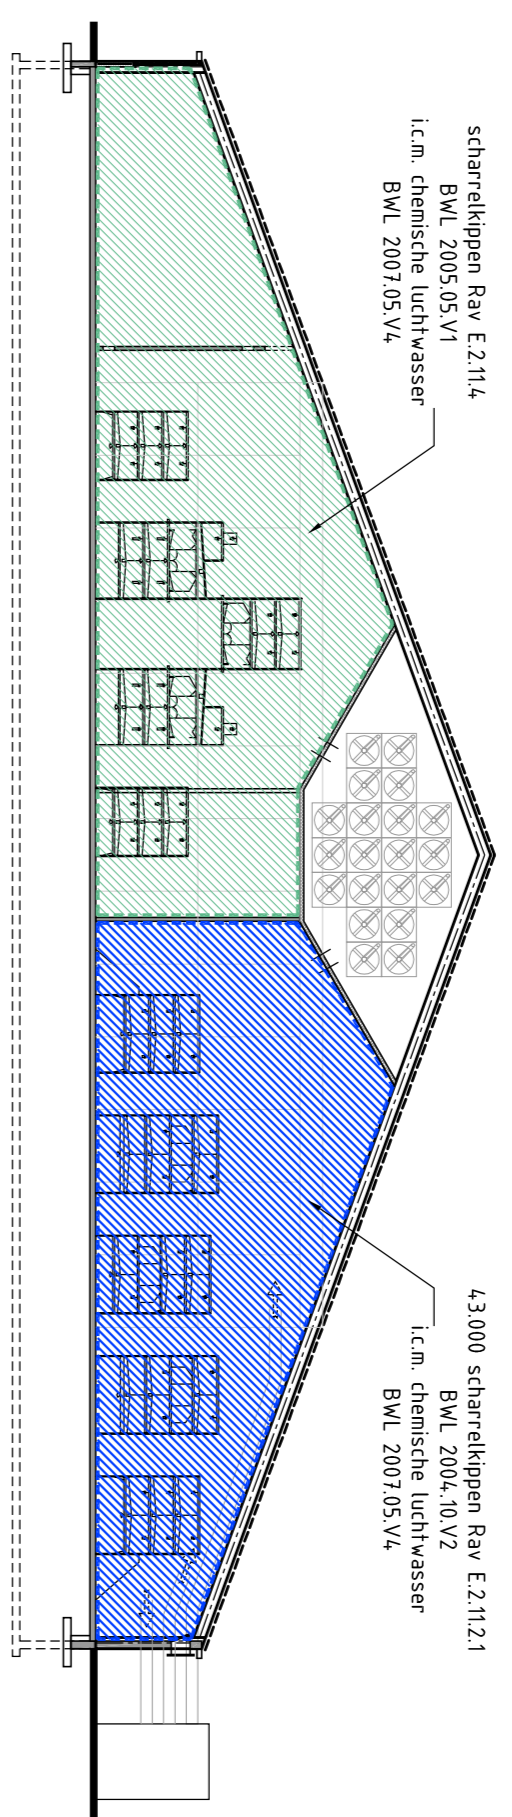 scharrelkippen Rav E.2.11.4
BWL 2005.05.V1
i.c.m. chemische luchtwasser
BWL 2007.05.V4
43.000 scharrelkippen Rav E.2.11.2.1
BWL 2004.10.V2
i.c.m. chemische luchtwasser
BWL 2007.05.V4